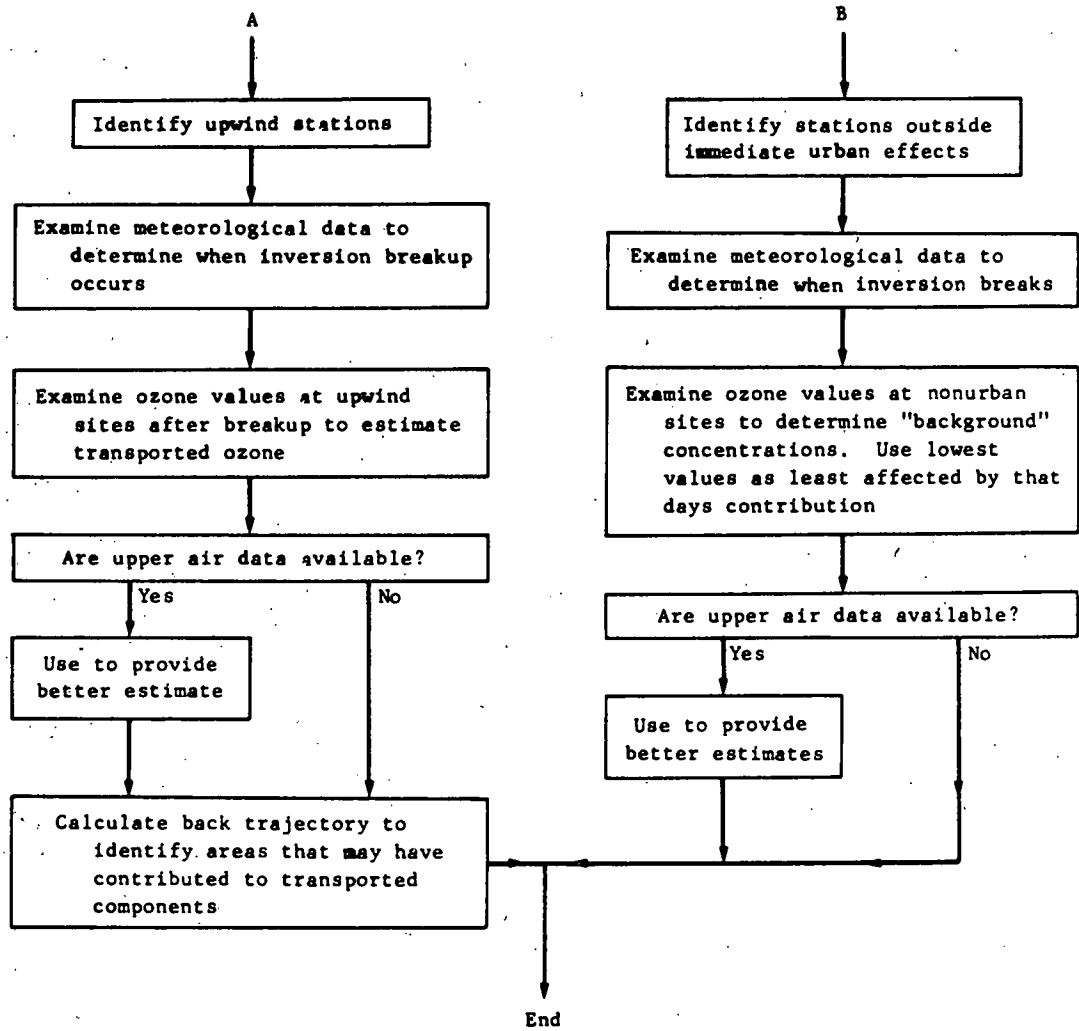 A
Identify upwind stations
Examine meteorological data to
determine when inversion breakup
occurs
Examine ozone values at upwind
sites after breakup to estimate
transported ozone
Are upper air data available?
Yes
No
Use to provide
better estimate
Calculate back trajectory to
identify areas that may have
contributed to transported
components
B
Identify stations outside
immediate urban effects
Examine meteorological data to
determine when inversion breaks
Examine ozone values at nonurban
sites to determine "background"
concentrations. Use lowest
values as least affected by that
days contribution
Are upper air data available?
Yes
No
Use to provide
better estimates
End